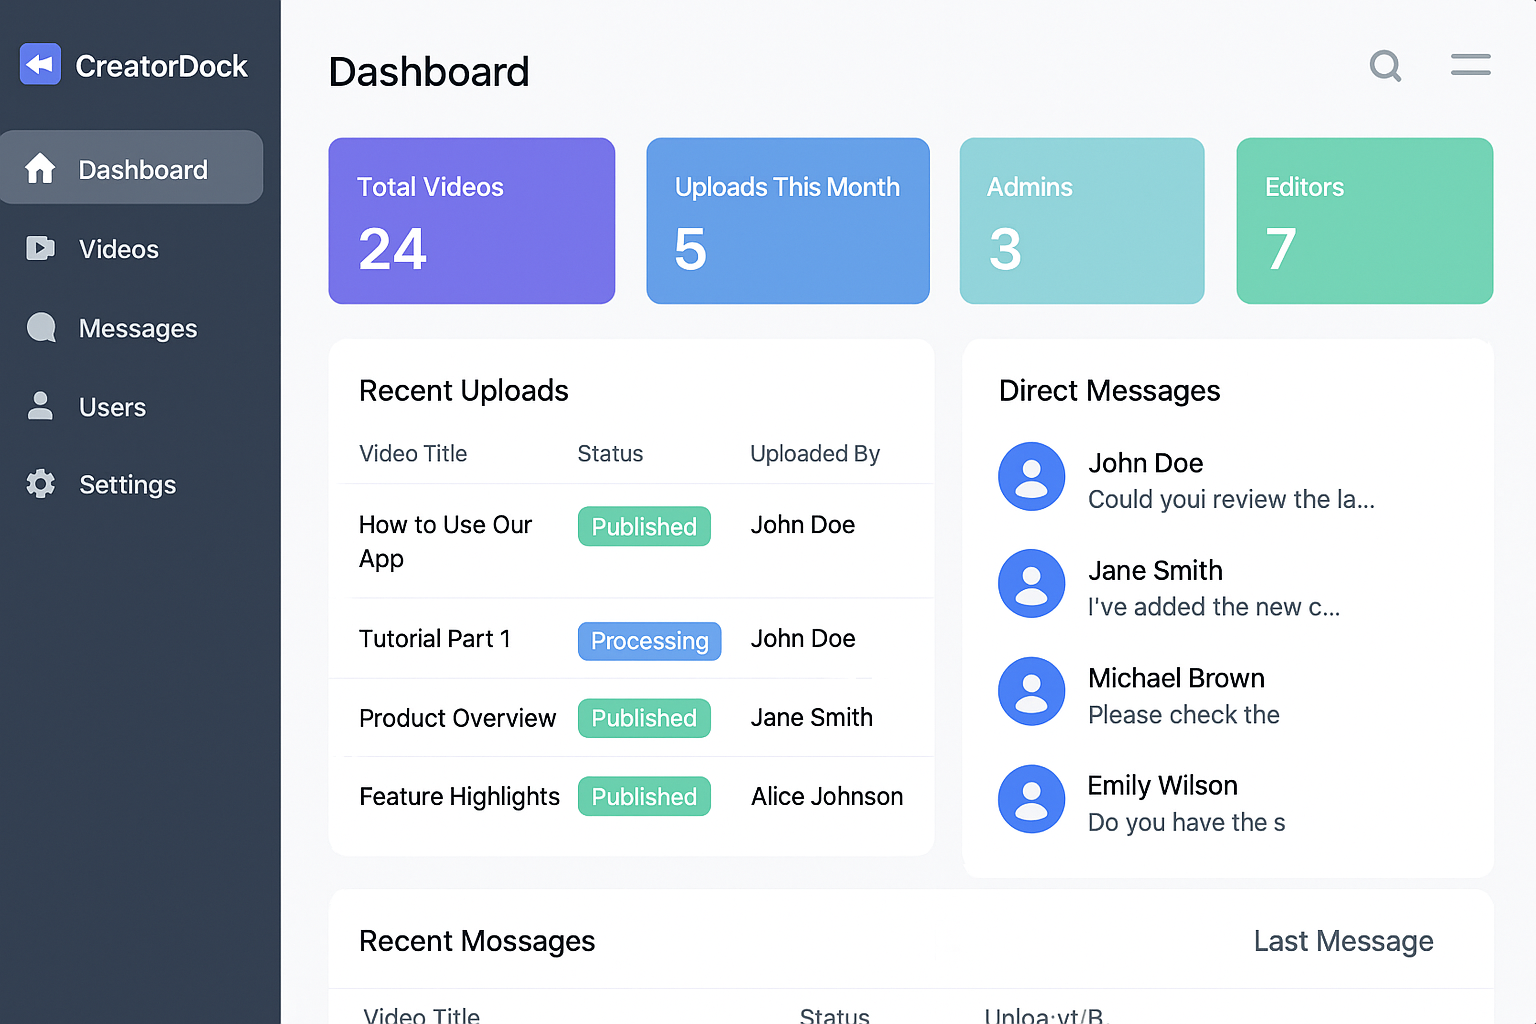 CreatorDock
Dashboard
Videos
Messages
Users
Settings
Dashboard
Total Videos
24
Uploads This Month
5
Admins
3
Editors
7
Recent Uploads
Video Title Status Uploaded By
How to Use Our
App
Published John Doe
Tutorial Part 1 Processing John Doe
Product Overview Published Jane Smith
Feature Highlights Published Alice Johnson
Direct Messages
John Doe
Could youi review the la...
Jane Smith
I've added the new c...
Michael Brown
Please check the
Emily Wilson
Do you have the s
Recent Mossages Last Message
Video Title Status